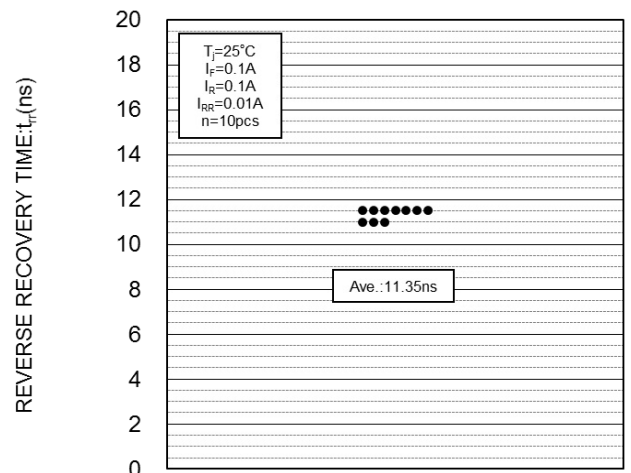 REVERSE RECOVERY TIME:trr(ns)
20
18
16
14
12
10
8
6
4
2
0
Tj=25°C
IF=0.1A
IR=0.1A
IRR=0.01A
n=10pcs
Ave.:11.35ns